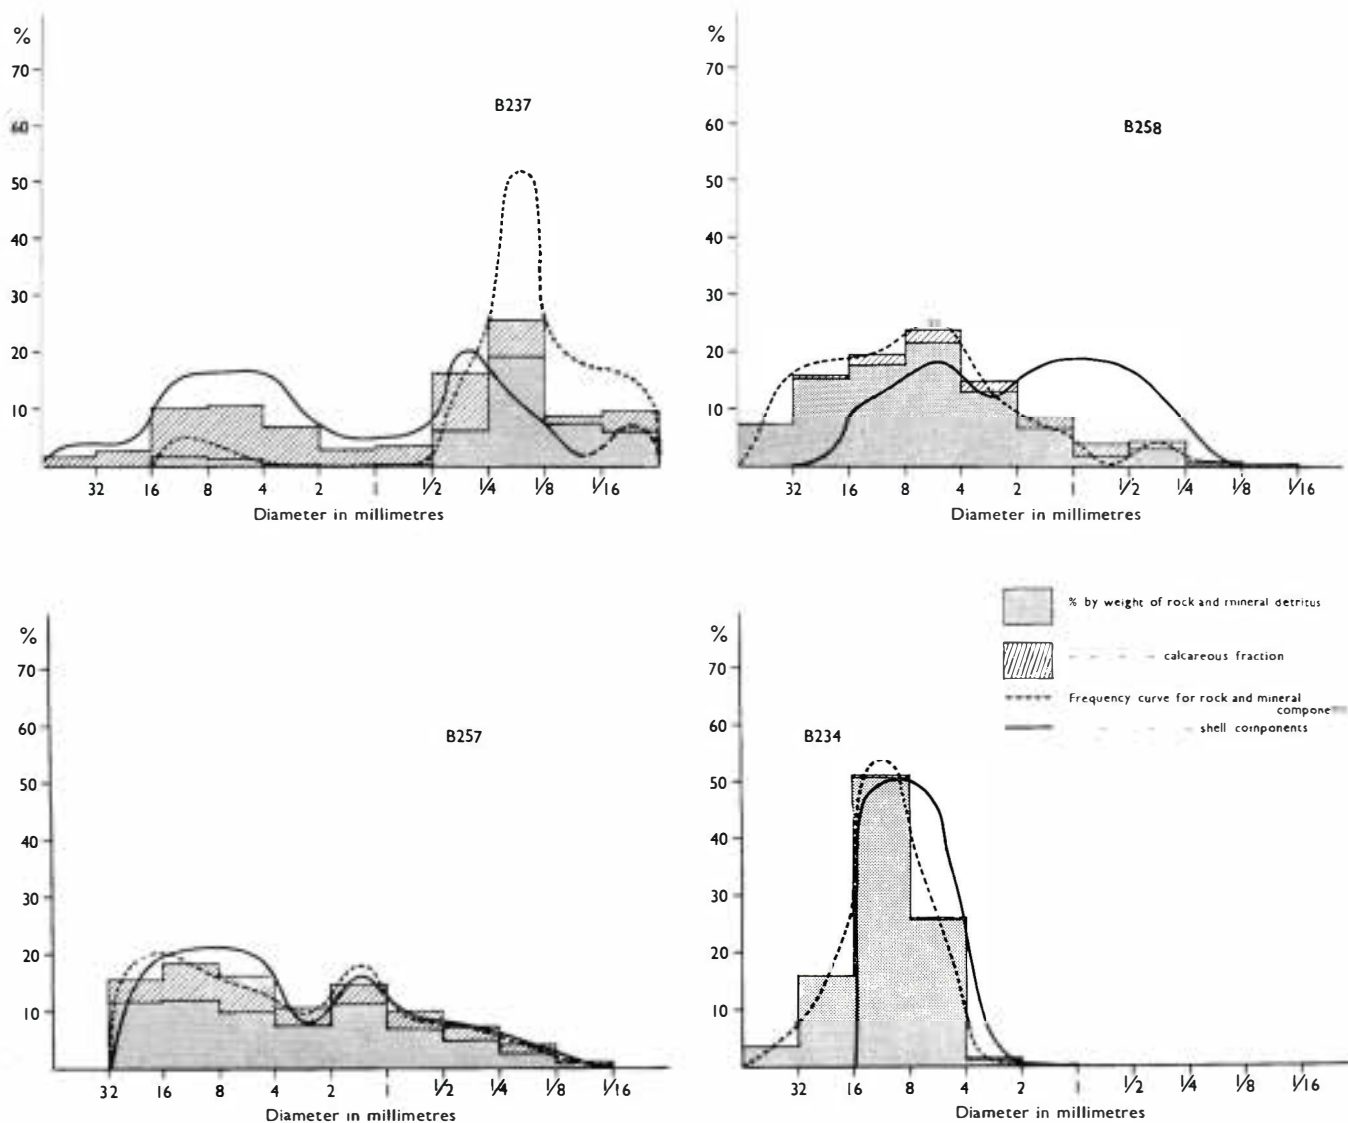 %
70
60
50
40
30
20
10
B237
32 16 8 4 2 1 1/2 1/4 1/8 1/16
Diameter in millimetres
%
70
60
50
40
30
20
10
B258
32 16 8 4 2 1 1/2 1/4 1/8 1/16
Diameter in millimetres
%
70
60
50
40
30
20
10
B257
32 16 8 4 2 1 1/2 1/4 1/8 1/16
Diameter in millimetres
%
70
60
50
40
30
20
10
B234
32 16 8 4 2 1 1/2 1/4 1/8 1/16
Diameter in millimetres
% by weight of rock and mineral detritus
calcareous fraction
Frequency curve for rock and mineral
shell components